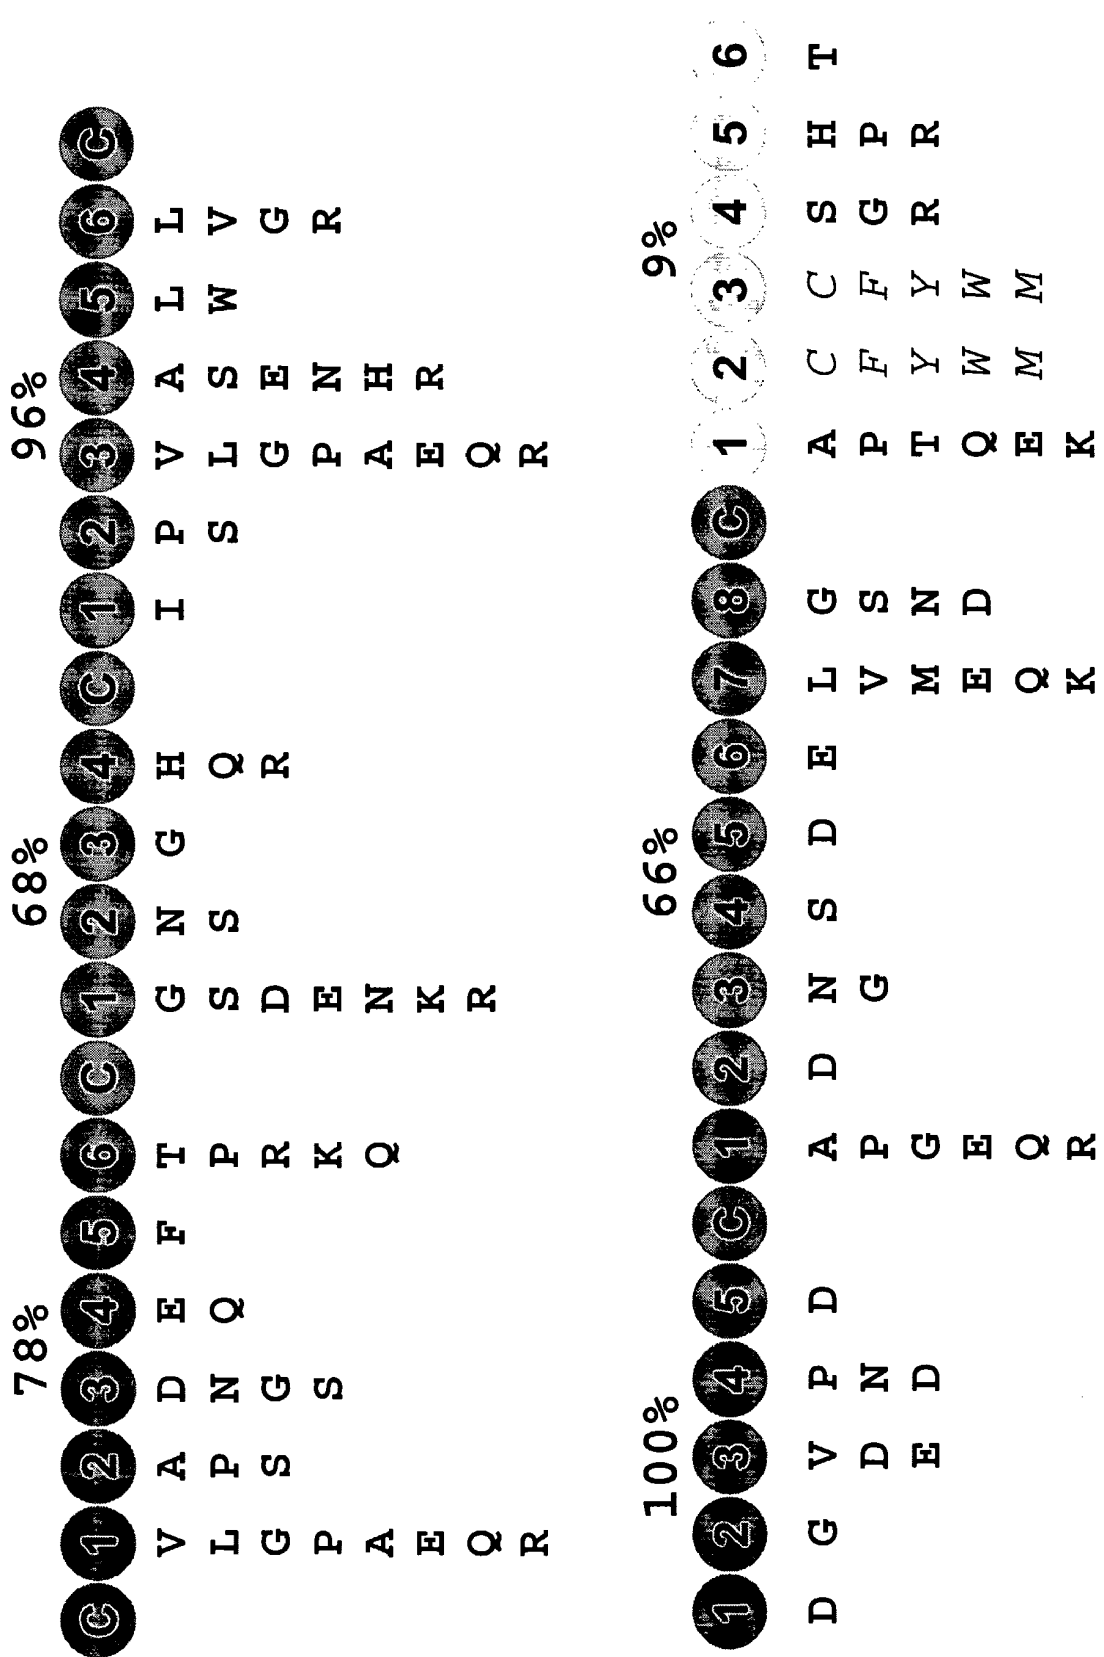 78% 68% 96%
C 1 2 3 4 5 6 C 1 2 3 4 C 1 2 3 4 5 6 C
V A D E F T G N G H I P V A L L
L P N Q P S S Q S L S W V
G S G R D R G E G
P S K E P N R
A Q N A H
E K E R
Q R Q
R R
100% 66% 9%
1 2 3 4 5 C 1 2 3 4 5 6 7 8 C 1 2 3 4 5 6
D G V P D A D N S D E L G A C C S H T
D N P G V S P F F G P
E D G M N T Y Y R R
E E D Q W W
Q Q E M M
R K K